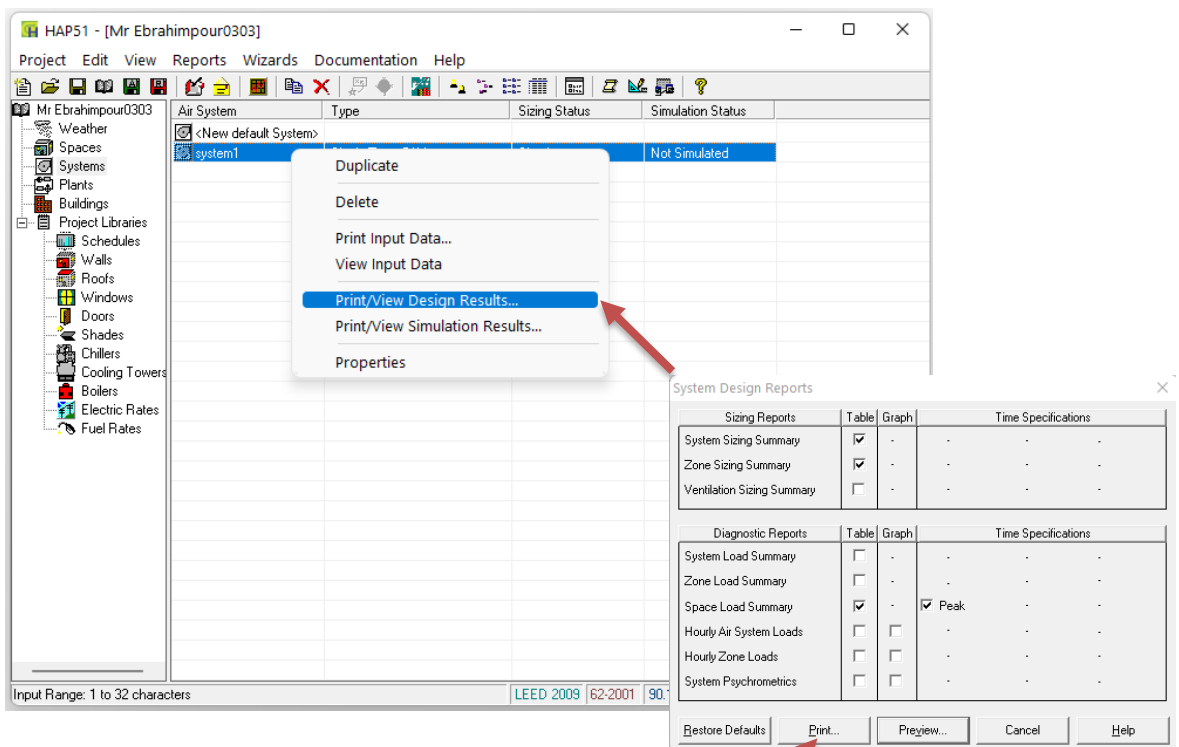 HAP51 - [Mr Ebrahimpour0303]
Project Edit View Reports Wizards Documentation Help
Mr Ebrahimpour0303
Weather
Spaces
Systems
Plants
Buildings
Project Libraries
Schedules
Walls
Roofs
Windows
Doors
Shades
Chillers
Cooling Towers
Boilers
Electric Rates
Fuel Rates
Air System Type Sizing Status Simulation Status
<New default System>
system1 Not Simulated
Duplicate
Delete
Print Input Data...
View Input Data
Print/View Design Results...
Print/View Simulation Results...
Properties
Input Range: 1 to 32 charac LEED 2009 62-2001 90.
System Design Reports
Sizing Reports Table Graph Time Specifications
System Sizing Summary - - - -
Zone Sizing Summary - - - -
Ventilation Sizing Summary - - - -
Diagnostic Reports Table Graph Time Specifications
System Load Summary - - - -
Zone Load Summary - - - -
Space Load Summary - Peak - -
Hourly Air System Loads - - -
Hourly Zone Loads - - -
System Psychrometrics - - -
Restore Defaults Print... Preview... Cancel Help